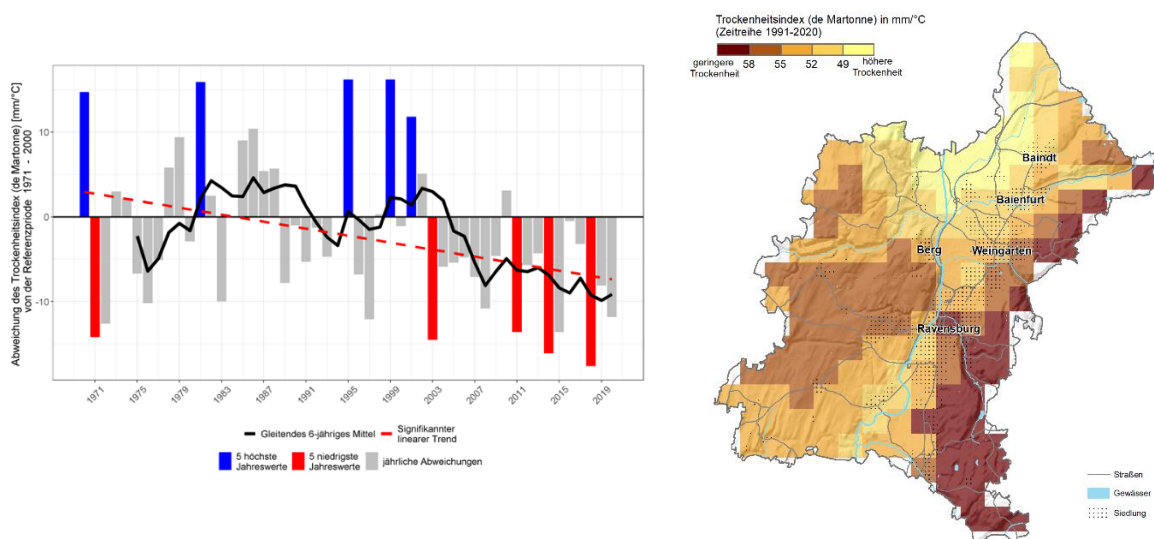 Abweichung des Trockenheitsindex (de Martonne) [mm/°C]
von der Referenzpriode 1971 - 2000
10
0
-10
1971
1975
1979
1983
1987
1991
1995
1999
2003
2007
2011
2015
2019
Gleitendes 6-jähriges Mittel
Signifikannter
linearer Trend
5 höchste
Jahreswerte
5 niedrigste
Jahreswerte
jährliche Abweichungen
Trockenheitsindex (de Martonne) in mm/°C
(Zeitreihe 1991-2020)
geringere
Trockenheit
58
55
52
49
höhere
Trockenheit
Baindt
Baienfurt
Berg
Weingarten
Ravensburg
Straßen
Gewässer
Siedlung